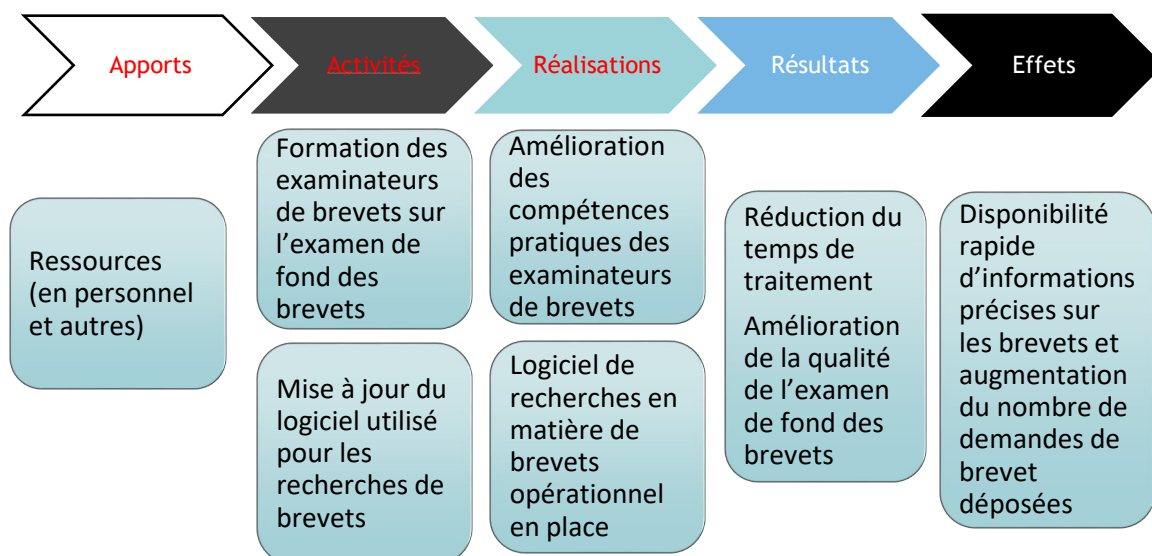 Apports
Activités
Réalisations
Résultats
Effets
Ressources
(en personnel
et autres)
Formation des
examinateurs
de brevets sur
l’examen de
fond des
brevets
Mise à jour du
logiciel utilisé
pour les
recherches de
brevets
Amélioration
des
compétences
pratiques des
examinateurs
de brevets
Logiciel de
recherches en
matière de
brevets
opérationnel
en place
Réduction du
temps de
traitement
Amélioration
de la qualité
de l’examen
de fond des
brevets
Disponibilité
rapide
d’informations
précises sur
les brevets et
augmentation
du nombre de
demandes de
brevet
déposées